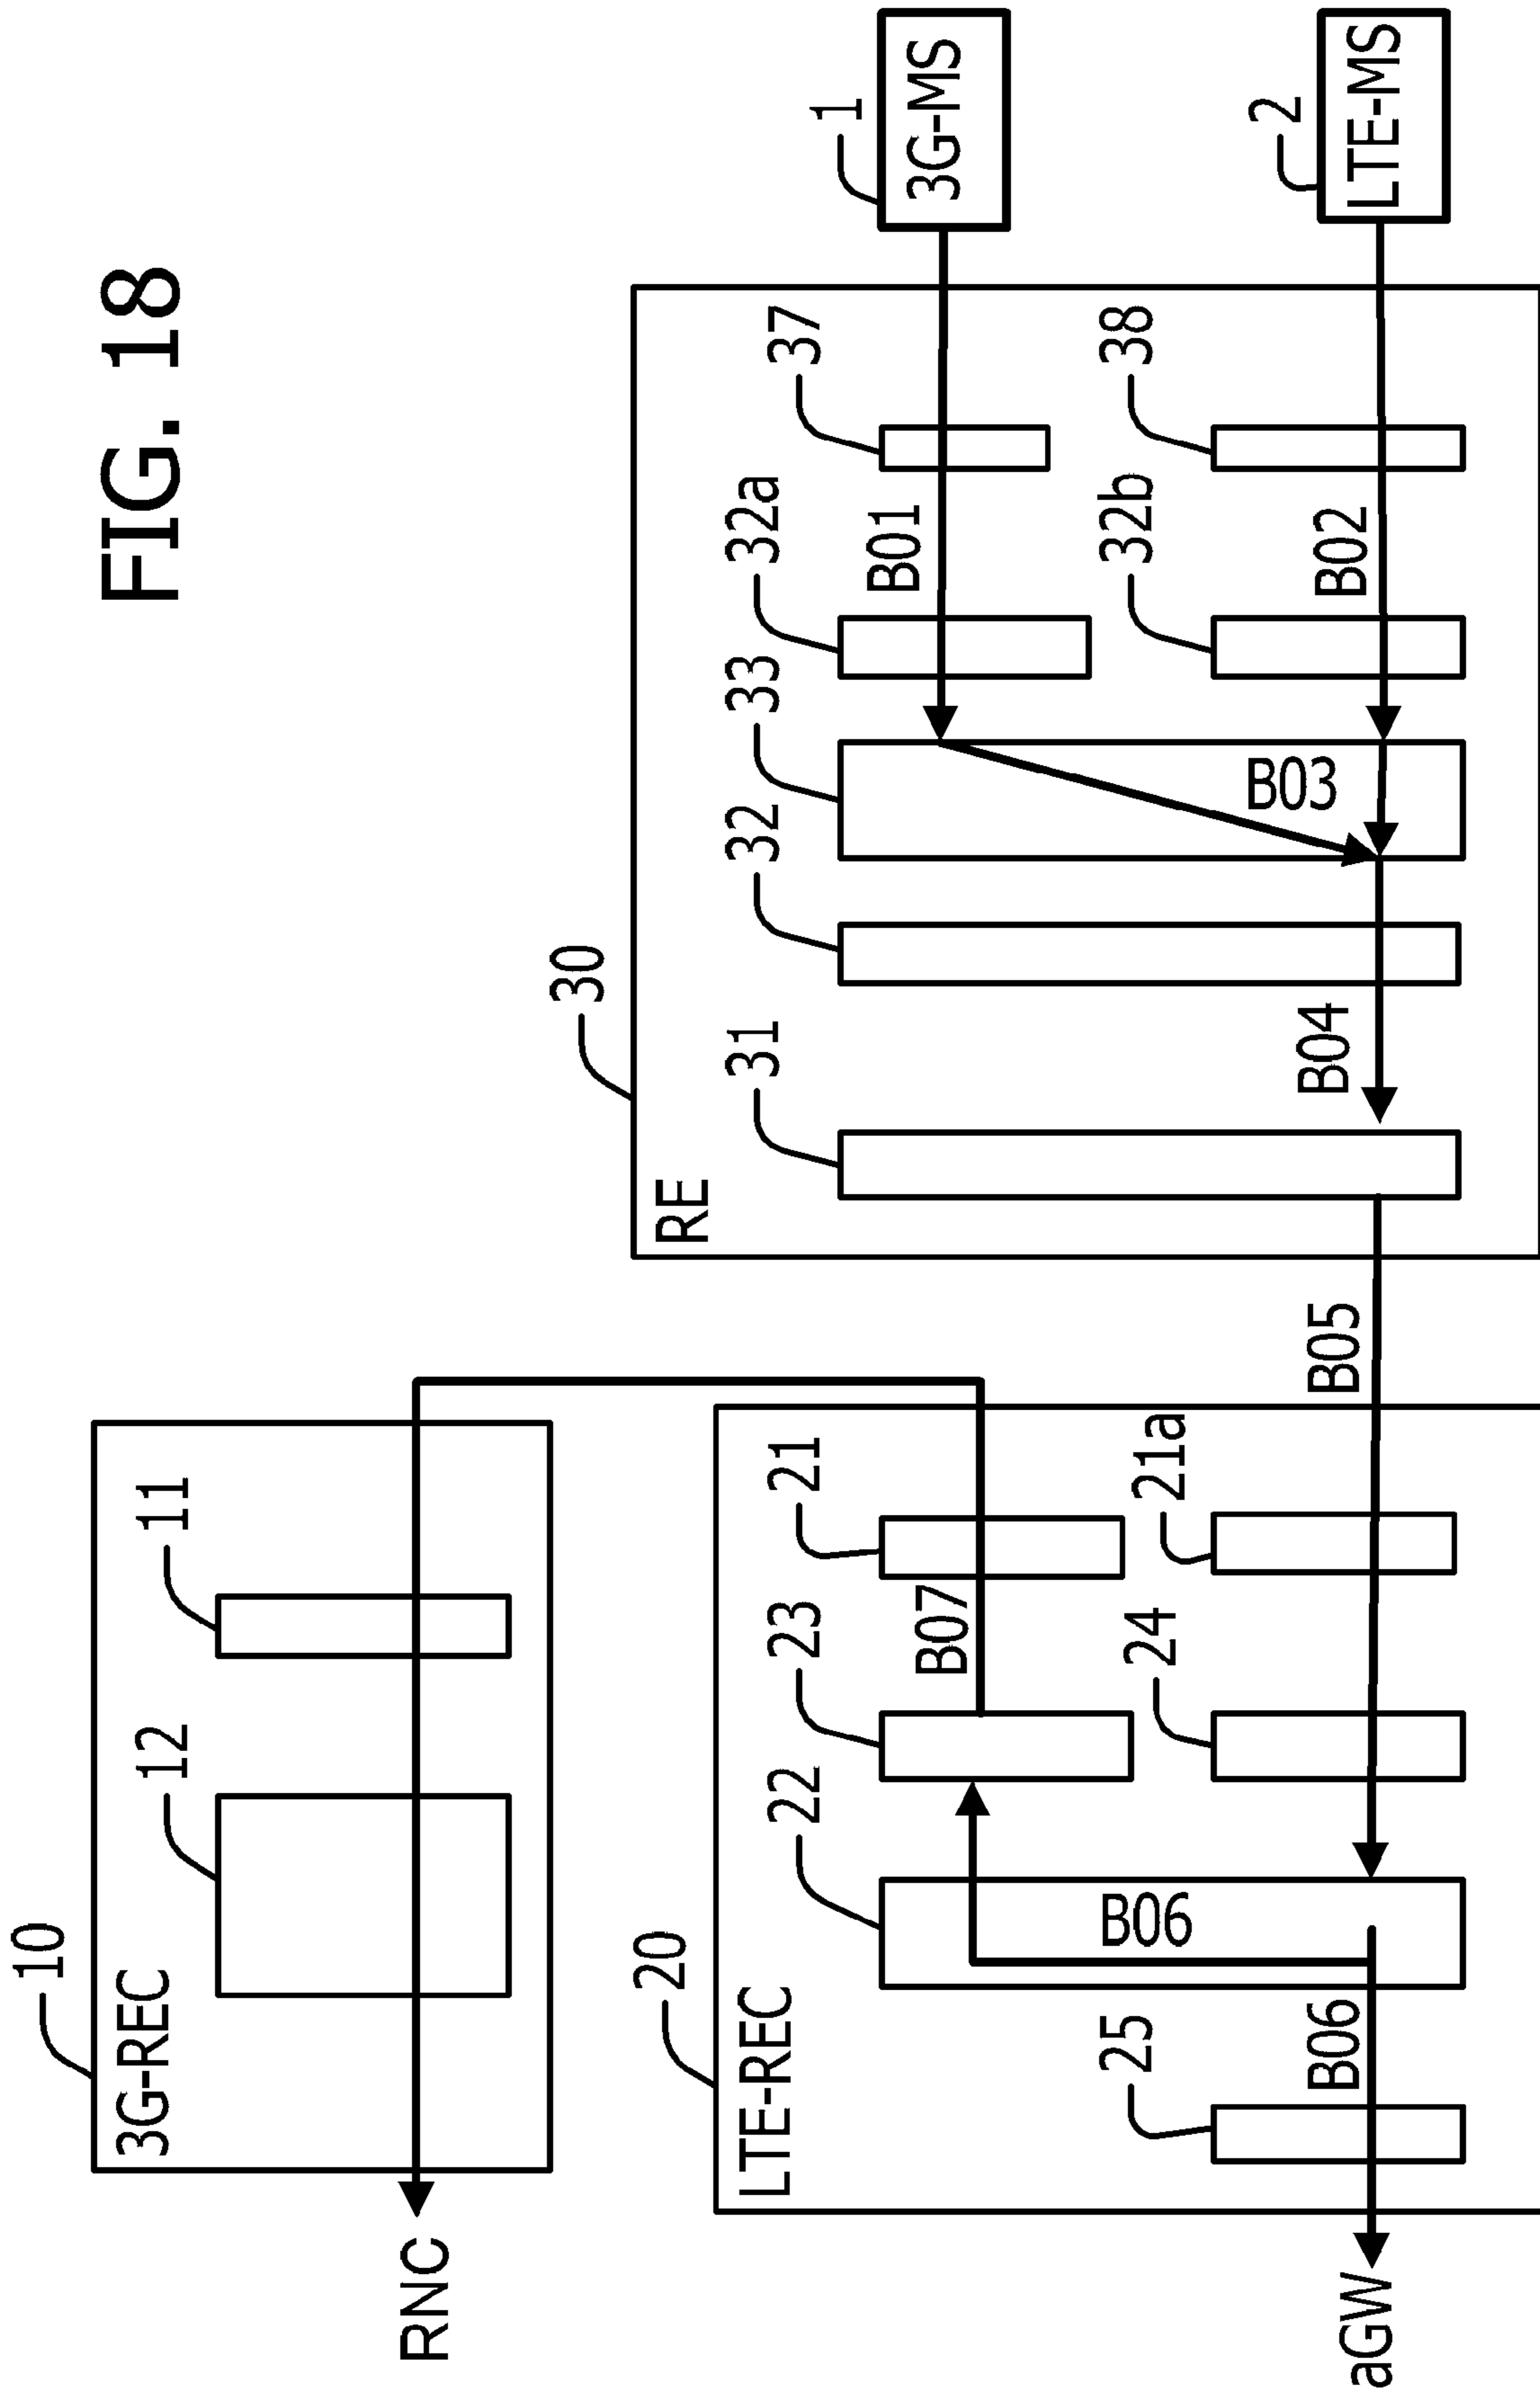 FIG. 18
10
3G-REC
12
11
RNC
20
LTE-REC
25
22
23
21
24
21a
B07
B06
B06
aGW
B05
30
RE
31
32
33
32a
37
B01
32b
38
B02
B03
B04
1
3G-MS
2
LTE-MS